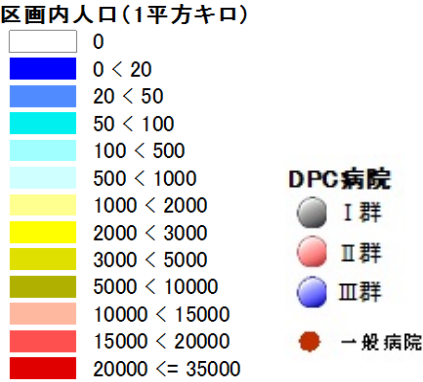 区画内人口(1平方キロ)
0
0 < 20
20 < 50
50 < 100
100 < 500
500 < 1000
1000 < 2000
2000 < 3000
3000 < 5000
5000 < 10000
10000 < 15000
15000 < 20000
20000 <= 35000
DPC病院
Ⅰ群
Ⅱ群
Ⅲ群
一般病院